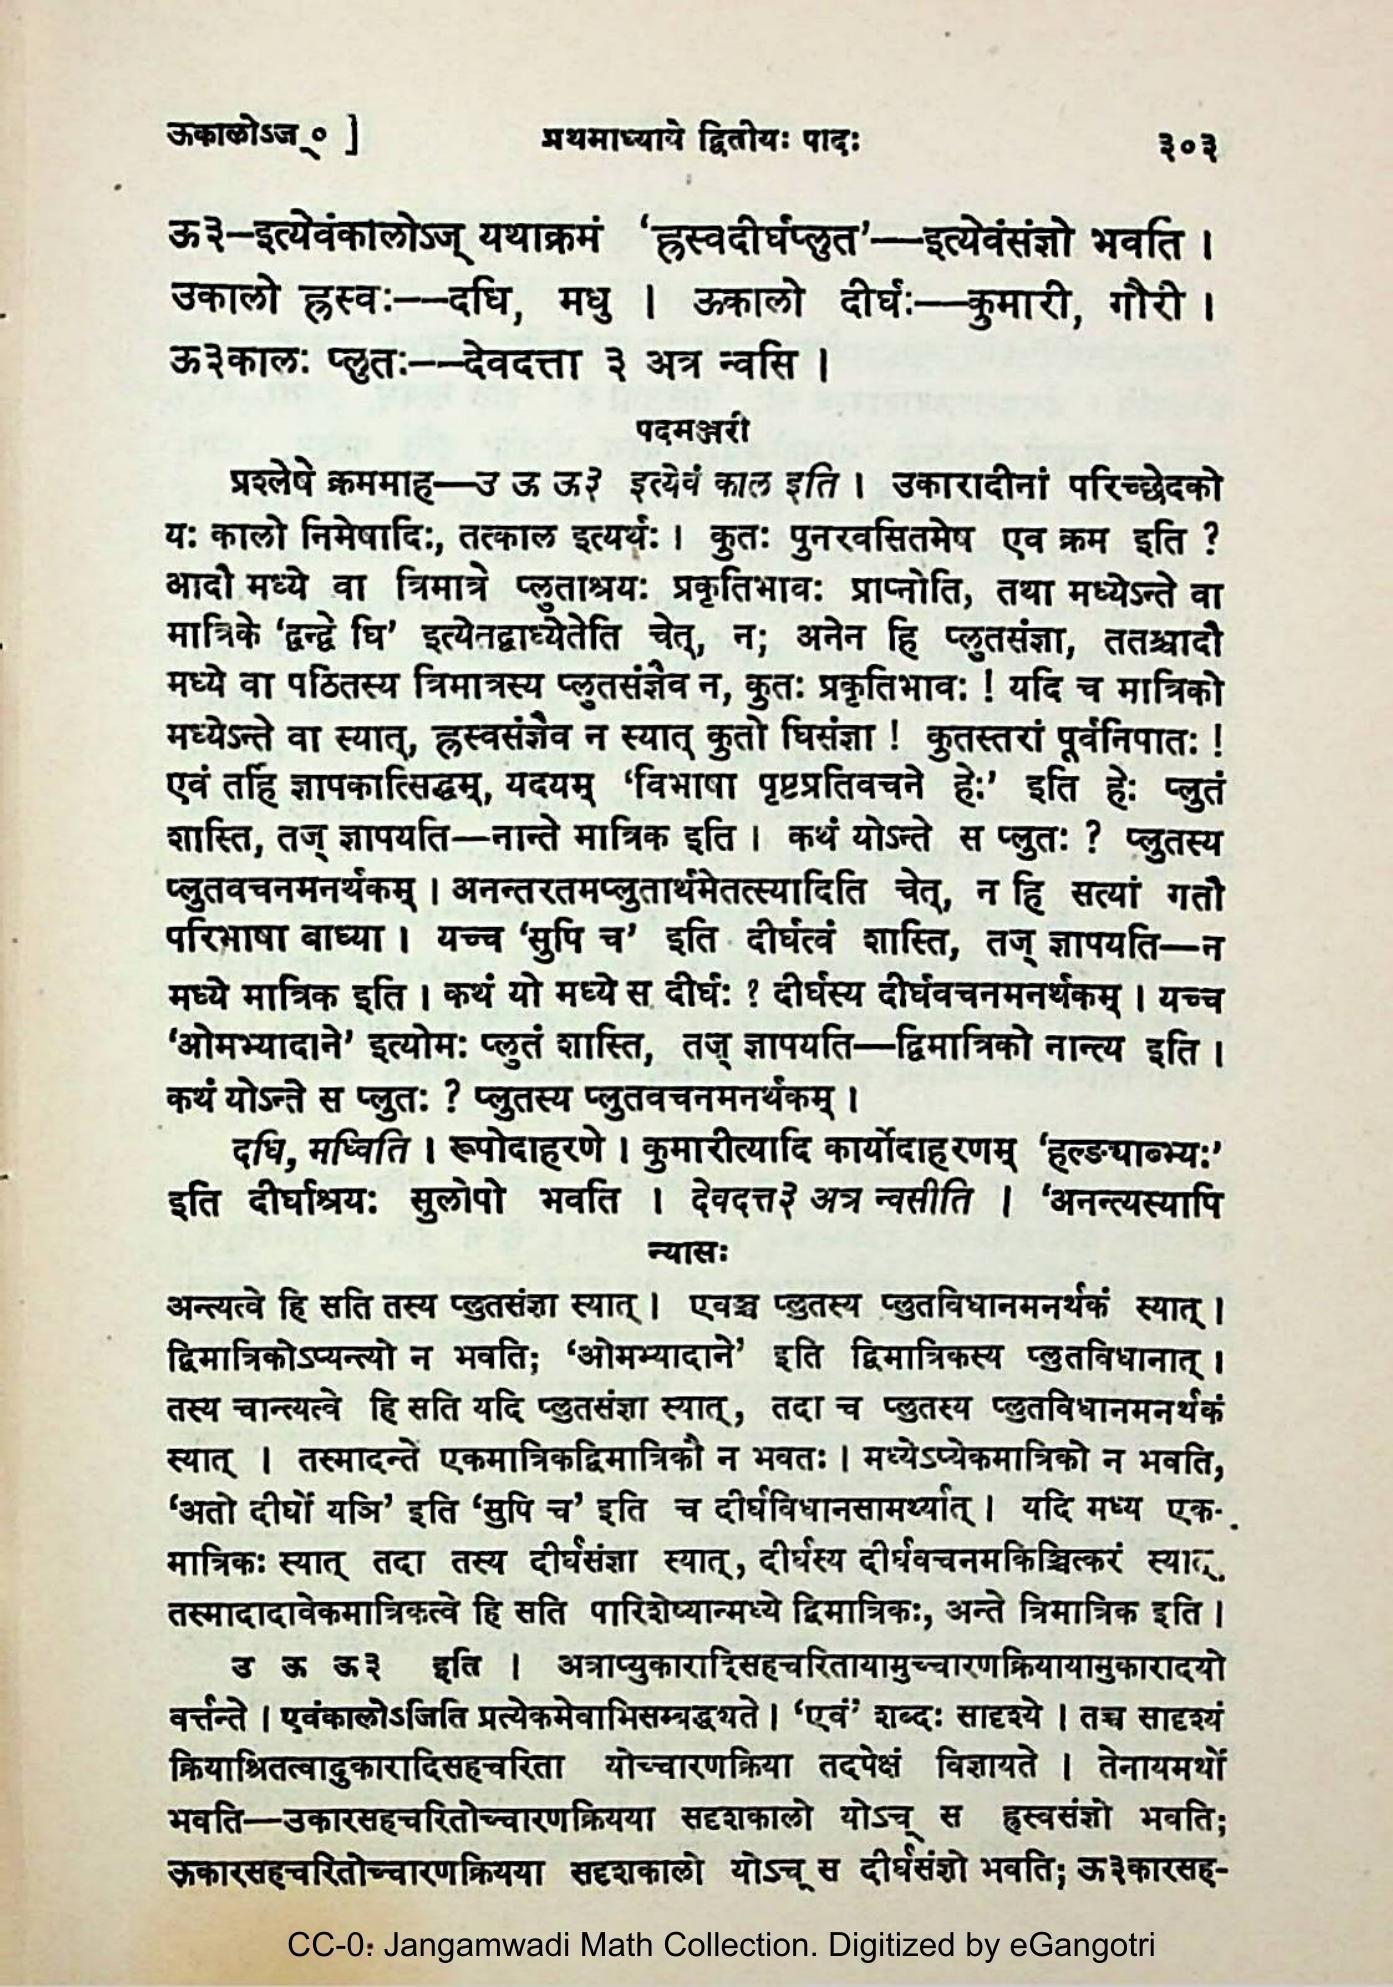 ऊकालोऽज्० ]
प्रथमाध्याये द्वितीयः पादः
३०३
ऊ३–इत्येवंकालोऽज् यथाक्रमं ‘ह्रस्वदीर्घप्लुत’––इत्येवंसंज्ञो भवति ।
उकालो ह्रस्वः––दधि, मधु । ऊकालो दीर्घः––कुमारी, गौरी ।
ऊ३कालः प्लुतः––देवदत्ता ३ अत्र न्वसि ।
पदमञ्जरी
प्रश्लेषे क्रममाह—उ ऊ ऊ३ इत्येवं काल इति । उकारादीनां परिच्छेदको
यः कालो निमेषादिः, तत्काल इत्यर्थः । कुतः पुनरवसितमेष एव क्रम इति ?
आदौ मध्ये वा त्रिमात्रे प्लुताश्रयः प्रकृतिभावः प्राप्नोति, तथा मध्येऽन्ते वा
मात्रिके ‘द्वन्द्वे घि’ इत्येतद्बाध्येतेति चेत्, न; अनेन हि प्लुतसंज्ञा, ततश्चादौ
मध्ये वा पठितस्य त्रिमात्रस्य प्लुतसंज्ञैव न, कुतः प्रकृतिभावः ! यदि च मात्रिको
मध्येऽन्ते वा स्यात्, ह्रस्वसंज्ञैव न स्यात् कुतो घिसंज्ञा ! कुतस्तरां पूर्वनिपातः !
एवं तर्हि ज्ञापकात्सिद्धम्, यदयम् ‘विभाषा पृष्टप्रतिवचने हेः’ इति हेः प्लुतं
शास्ति, तज् ज्ञापयति—नान्ते मात्रिक इति । कथं योऽन्ते स प्लुतः ? प्लुतस्य
प्लुतवचनमनर्थकम् । अनन्तरतमप्लुतार्थमेतत्स्यादिति चेत्, न हि सत्यां गतौ
परिभाषा बाध्या । यच्च ‘सुपि च’ इति दीर्घत्वं शास्ति, तज् ज्ञापयति—न
मध्ये मात्रिक इति । कथं यो मध्ये स दीर्घः ? दीर्घस्य दीर्घवचनमनर्थकम् । यच्च
‘ओमभ्यादाने’ इत्योमः प्लुतं शास्ति, तज् ज्ञापयति—द्विमात्रिको नान्त्य इति ।
कथं योऽन्ते स प्लुतः ? प्लुतस्य प्लुतवचनमनर्थकम् ।
दधि, मध्विति । रूपोदाहरणे । कुमारीत्यादि कार्योदाहरणम् ‘हल्ङ्याब्भ्यः’
इति दीर्घाश्रयः सुलोपो भवति । देवदत्त३ अत्र न्वसीति । ‘अनन्त्यस्यापि
न्यासः
अन्त्यत्वे हि सति तस्य प्लुतसंज्ञा स्यात् । एवञ्च प्लुतस्य प्लुतविधानमनर्थकं स्यात् ।
द्विमात्रिकोऽप्यन्त्यो न भवति; ‘ओमभ्यादाने’ इति द्विमात्रिकस्य प्लुतविधानात् ।
तस्य चान्त्यत्वे हि सति यदि प्लुतसंज्ञा स्यात्, तदा च प्लुतस्य प्लुतविधानमनर्थकं
स्यात् । तस्मादन्ते एकमात्रिकद्विमात्रिकौ न भवतः । मध्येऽप्येकमात्रिको न भवति,
‘अतो दीर्घो यञि’ इति ‘सुपि च’ इति च दीर्घविधानसामर्थ्यात् । यदि मध्य एक-
मात्रिकः स्यात् तदा तस्य दीर्घसंज्ञा स्यात्, दीर्घस्य दीर्घवचनमकिञ्चित्करं स्यात्,
तस्मादादावेकमात्रिकत्वे हि सति पारिशेष्यान्मध्ये द्विमात्रिकः, अन्ते त्रिमात्रिक इति ।
उ ऊ ऊ३ इति । अत्राप्युकारादिसहचरितायामुच्चारणक्रियायामुकारादयो
वर्त्तन्ते । एवंकालोऽजिति प्रत्येकमेवाभिसम्बद्धयते । ‘एवं’ शब्दः सादृश्ये । तच्च सादृश्यं
क्रियाश्रितत्वादुकारादिसहचरिता योच्चारणक्रिया तदपेक्षं विज्ञायते । तेनायमर्थो
भवति—उकारसहचरितोच्चारणक्रियया सदृशकालो योऽच् स ह्रस्वसंज्ञो भवति;
ऊकारसहचरितोच्चारणक्रियया सदृशकालो योऽच् स दीर्घसंज्ञो भवति; ऊ३कारसह-
CC-0. Jangamwadi Math Collection. Digitized by eGangotri